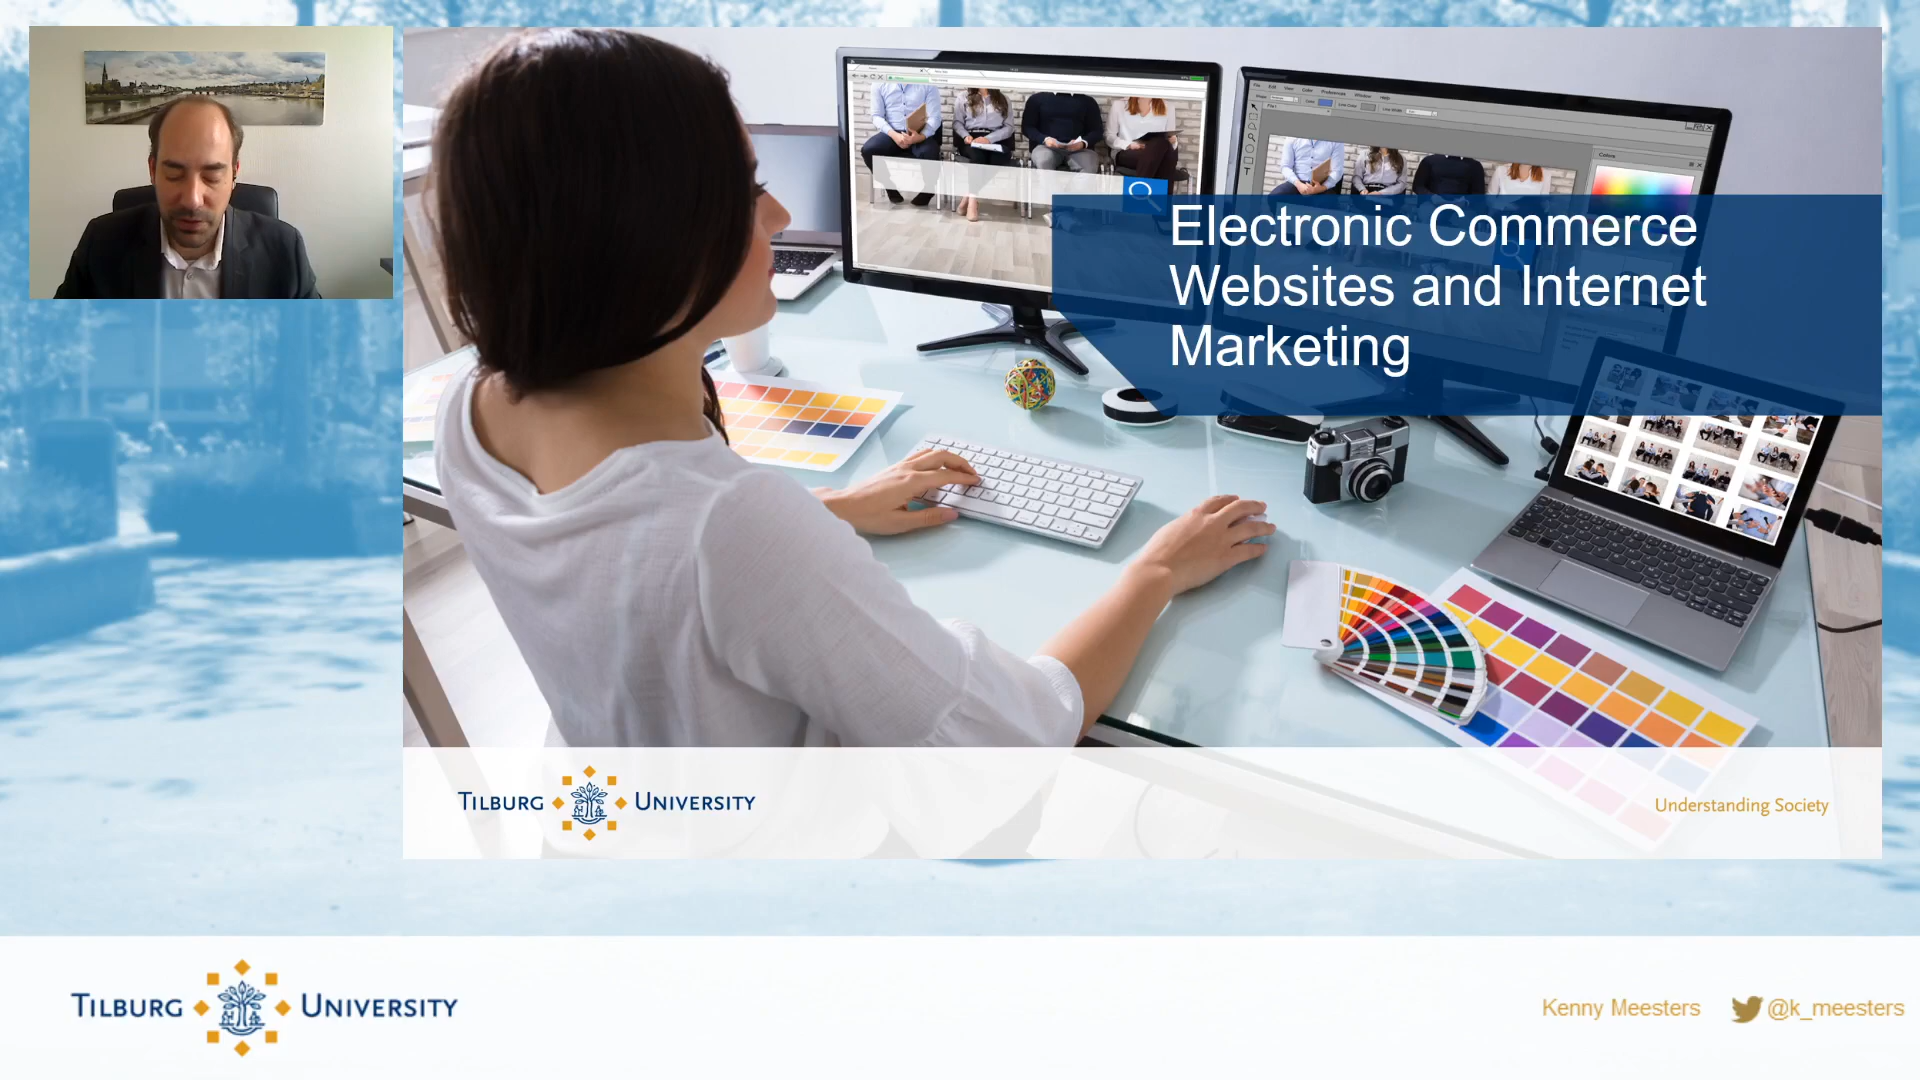 Electronic Commerce
Websites and Internet
Marketing
TILBURG UNIVERSITY
Understanding Society
TILBURG UNIVERSITY
Kenny Meesters @k_meesters